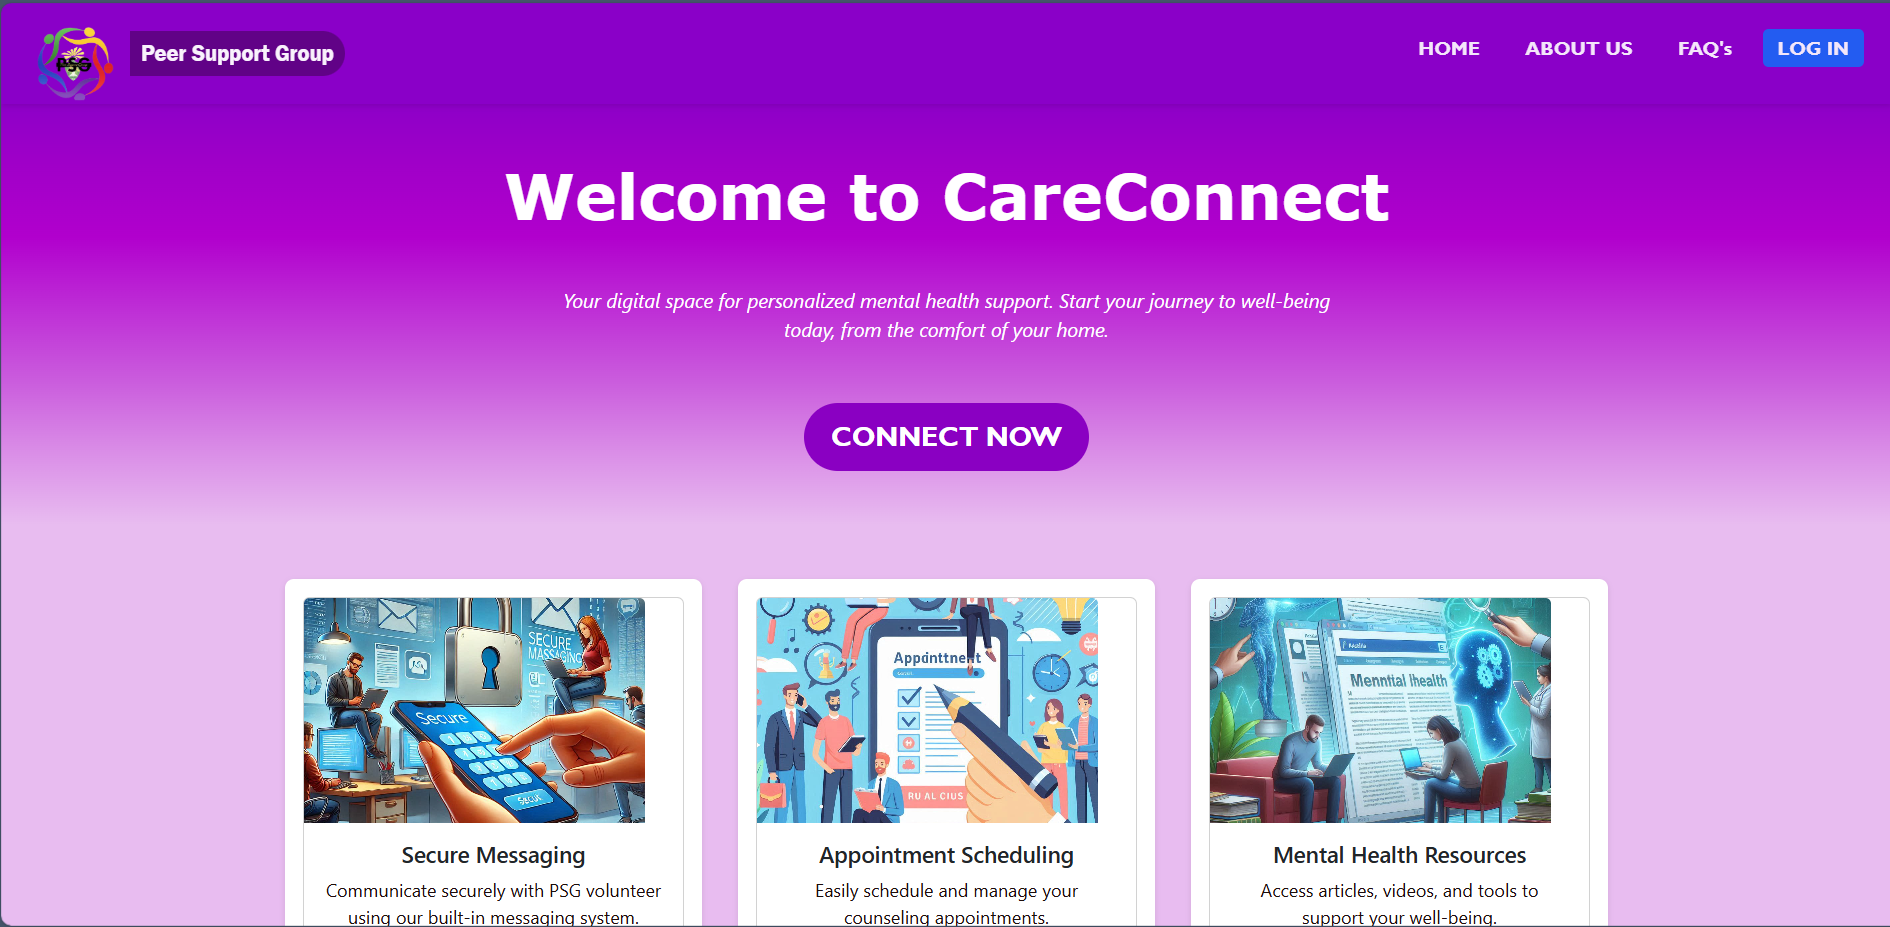 PSG
Peer Support Group
HOME
ABOUT US
FAQ's
LOG IN
Welcome to CareConnect
Your digital space for personalized mental health support. Start your journey to well-being
today, from the comfort of your home.
CONNECT NOW
SECURE
MASSAGING
Secure
Secur
Appointtnent
RU AL CIUS
Menntial lhealth
Secure Messaging
Communicate securely with PSG volunteer
using our built-in messaging system.
Appointment Scheduling
Easily schedule and manage your
counseling appointments.
Mental Health Resources
Access articles, videos, and tools to
support your well-being.